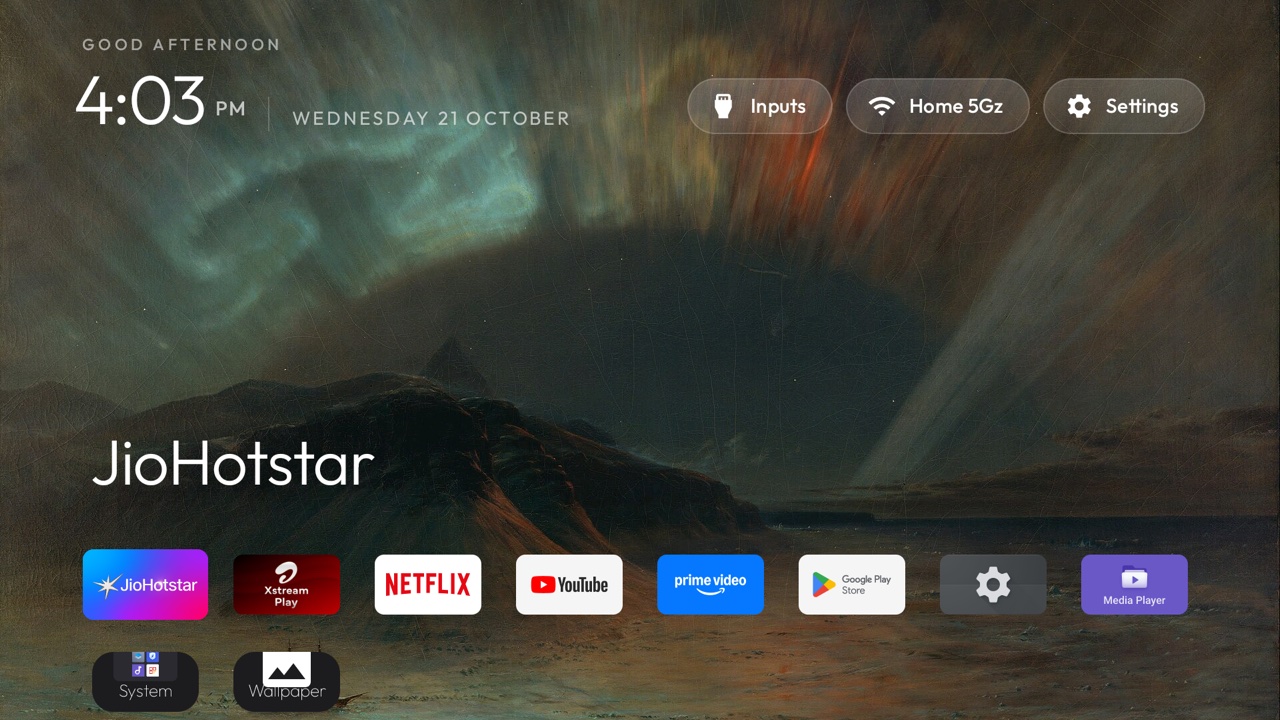 GOOD AFTERNOON
4:03 PM
WEDNESDAY 21 OCTOBER
Inputs
Home 5Gz
Settings
JioHotstar
JioHotstar
Xstream
Play
NETFLIX
YouTube
prime video
Google Play
Store
Media Player
System
Wallpaper